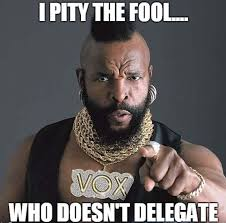 I PITY THE FOOL....
VOX
WHO DOESN'T DELEGATE